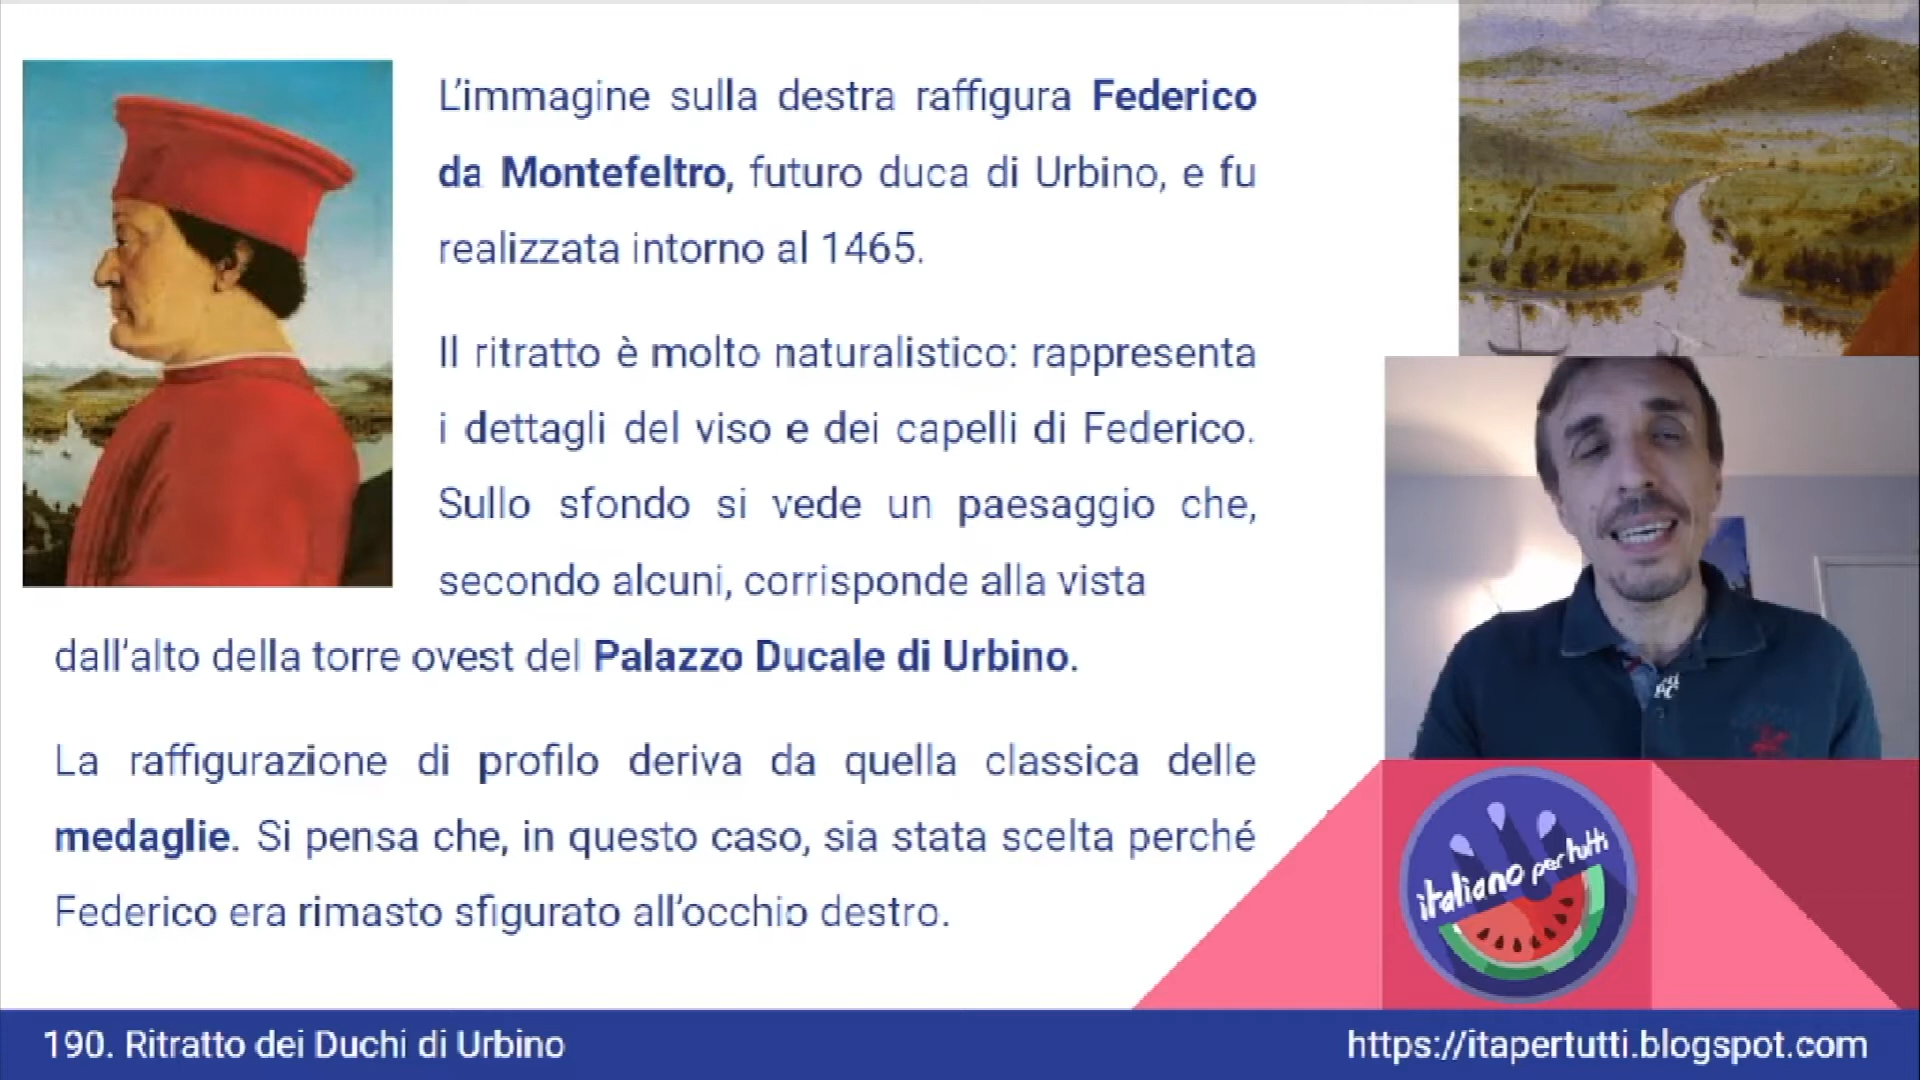 L'immagine sulla destra raffigura Federico
da Montefeltro, futuro duca di Urbino, e fu
realizzata intorno al 1465.
Il ritratto è molto naturalistico: rappresenta
i dettagli del viso e dei capelli di Federico.
Sullo sfondo si vede un paesaggio che,
secondo alcuni, corrisponde alla vista
dall'alto della torre ovest del Palazzo Ducale di Urbino.
La raffigurazione di profilo deriva da quella classica delle
medaglie. Si pensa che, in questo caso, sia stata scelta perché
Federico era rimasto sfigurato all'occhio destro.
italiano per tutti
190. Ritratto dei Duchi di Urbino
https://itapertutti.blogspot.com